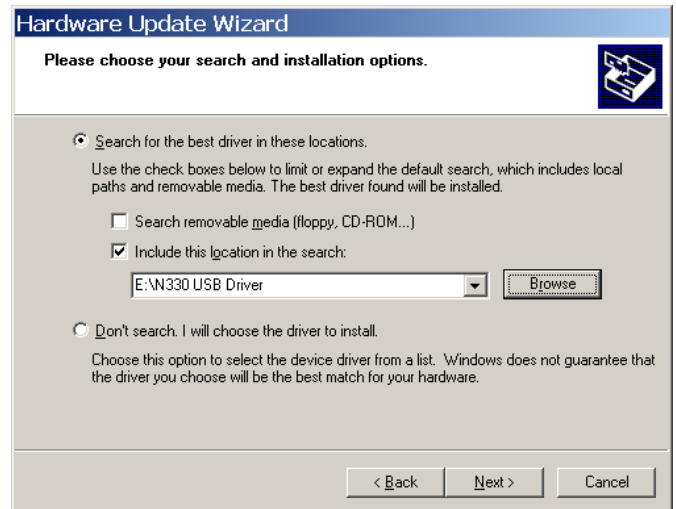 Hardware Update Wizard
Please choose your search and installation options.
Search for the best driver in these locations.
Use the check boxes below to limit or expand the default search, which includes local
paths and removable media. The best driver found will be installed.
Search removable media (floppy, CD-ROM...)
Include this location in the search:
E:\N330 USB Driver
Browse
Don't search. I will choose the driver to install.
Choose this option to select the device driver from a list. Windows does not guarantee that
the driver you choose will be the best match for your hardware.
< Back Next > Cancel